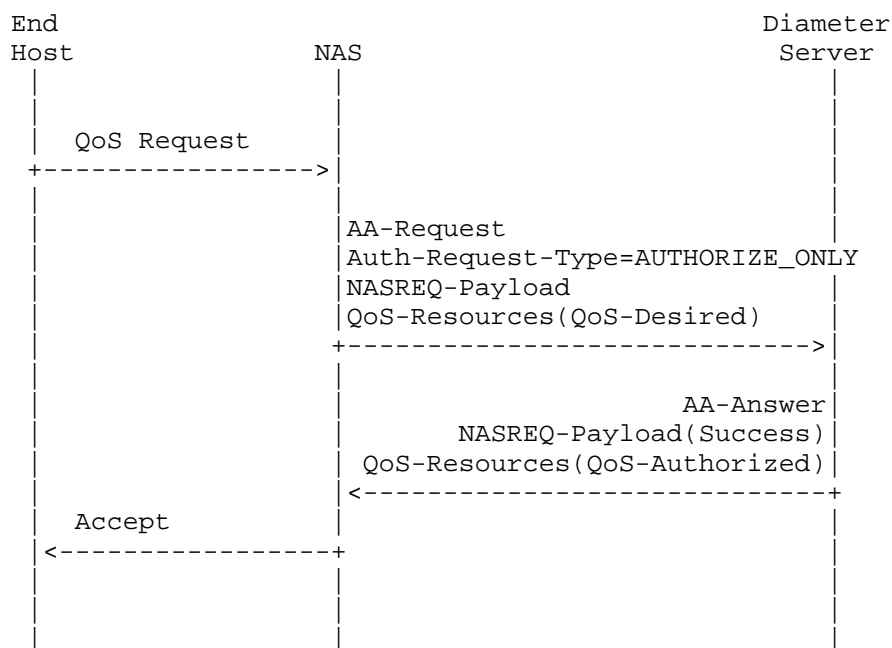 End Diameter
Host NAS Server
QoS Request
AA-Request
Auth-Request-Type=AUTHORIZE_ONLY
NASREQ-Payload
QoS-Resources(QoS-Desired)
AA-Answer
NASREQ-Payload(Success)
QoS-Resources(QoS-Authorized)
Accept